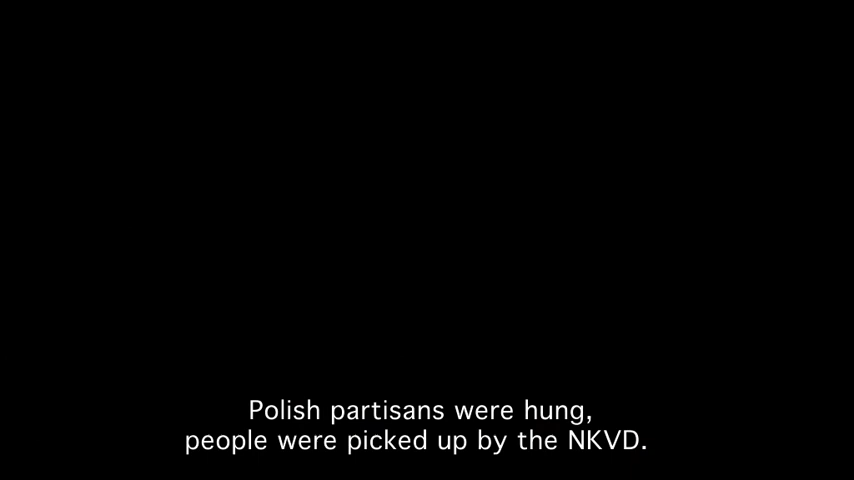 Polish partisans were hung,
people were picked up by the NKVD.